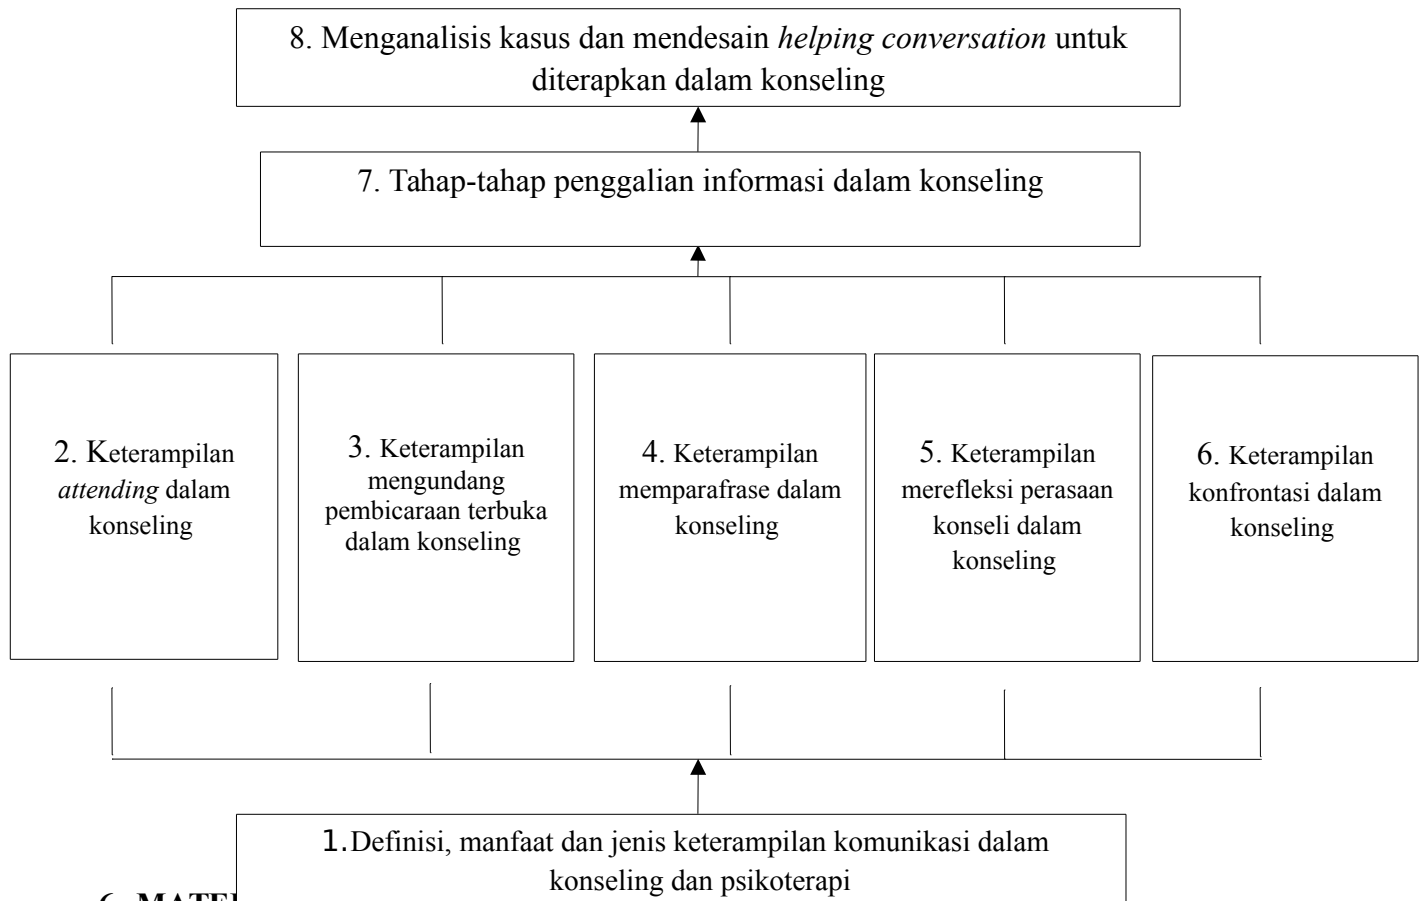 8. Menganalisis kasus dan mendesain helping conversation untuk
diterapkan dalam konseling
7. Tahap-tahap penggalian informasi dalam konseling
2. Keterampilan
attending dalam
konseling
3. Keterampilan
mengundang
pembicaraan terbuka
dalam konseling
4. Keterampilan
memparafrase dalam
konseling
5. Keterampilan
merefleksi perasaan
konseli dalam
konseling
6. Keterampilan
konfrontasi dalam
konseling
1.Definisi, manfaat dan jenis keterampilan komunikasi dalam
konseling dan psikoterapi